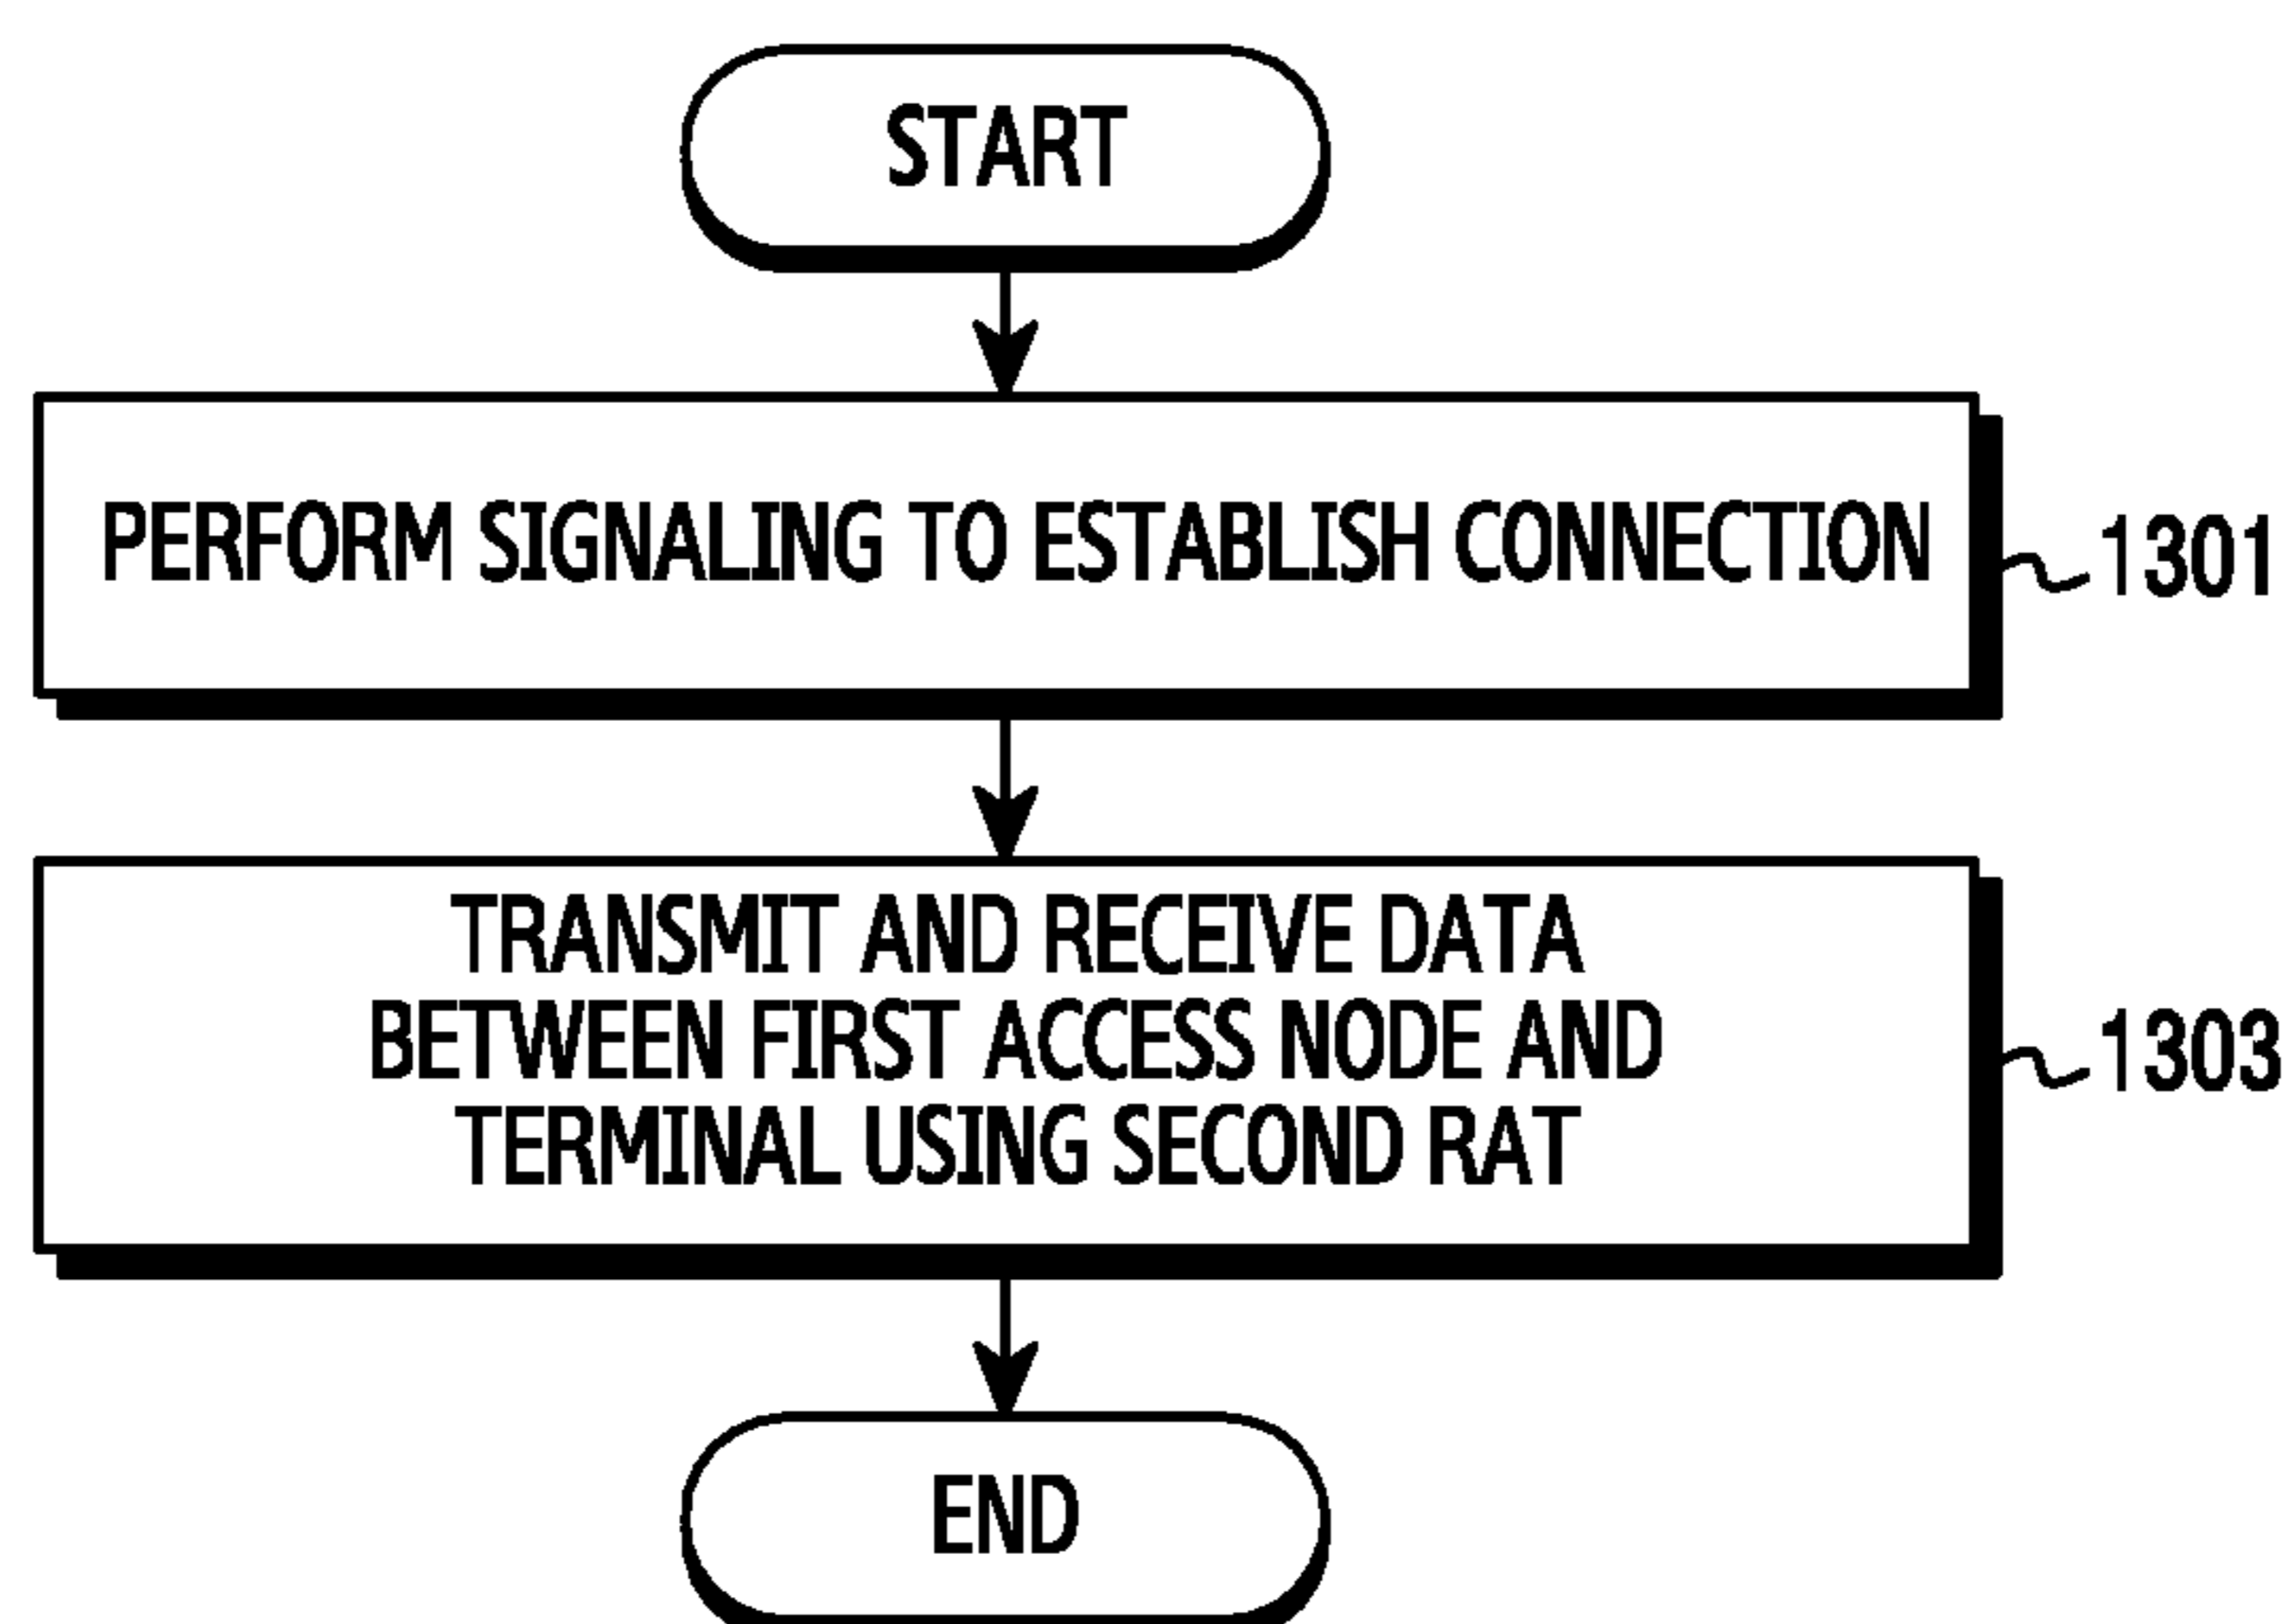 START
PERFORM SIGNALING TO ESTABLISH CONNECTION
1301
TRANSMIT AND RECEIVE DATA
BETWEEN FIRST ACCESS NODE AND
TERMINAL USING SECOND RAT
1303
END